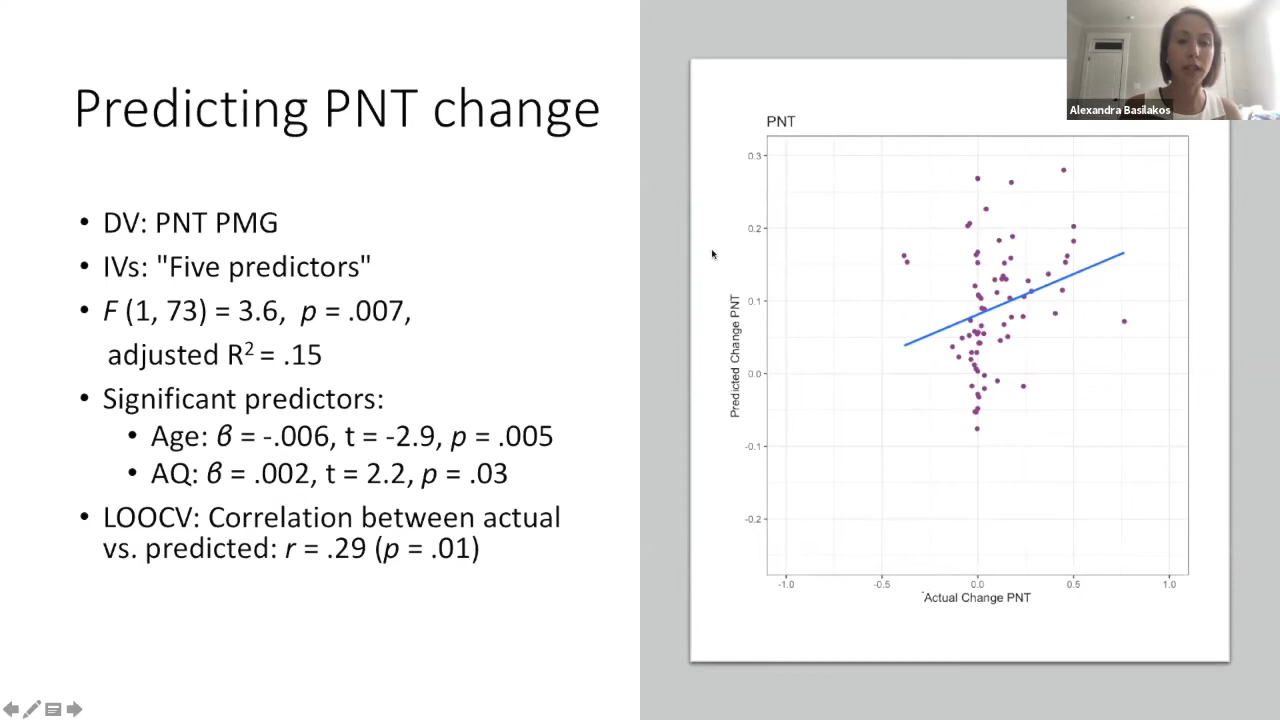 Predicting PNT change
• DV: PNT PMG
• IVs: "Five predictors"
• F (1, 73) = 3.6, p = .007,
adjusted R² = .15
• Significant predictors:
• Age: β = -.006, t = -2.9, p = .005
• AQ: β = .002, t = 2.2, p = .03
• LOOCV: Correlation between actual
vs. predicted: r = .29 (p = .01)
Alexandra Basilakos
PNT
0.3
0.2
0.1
0.0
-0.1
-0.2
Predicted Change PNT
-1.0 -0.5 0.0 0.5 1.0
Actual Change PNT